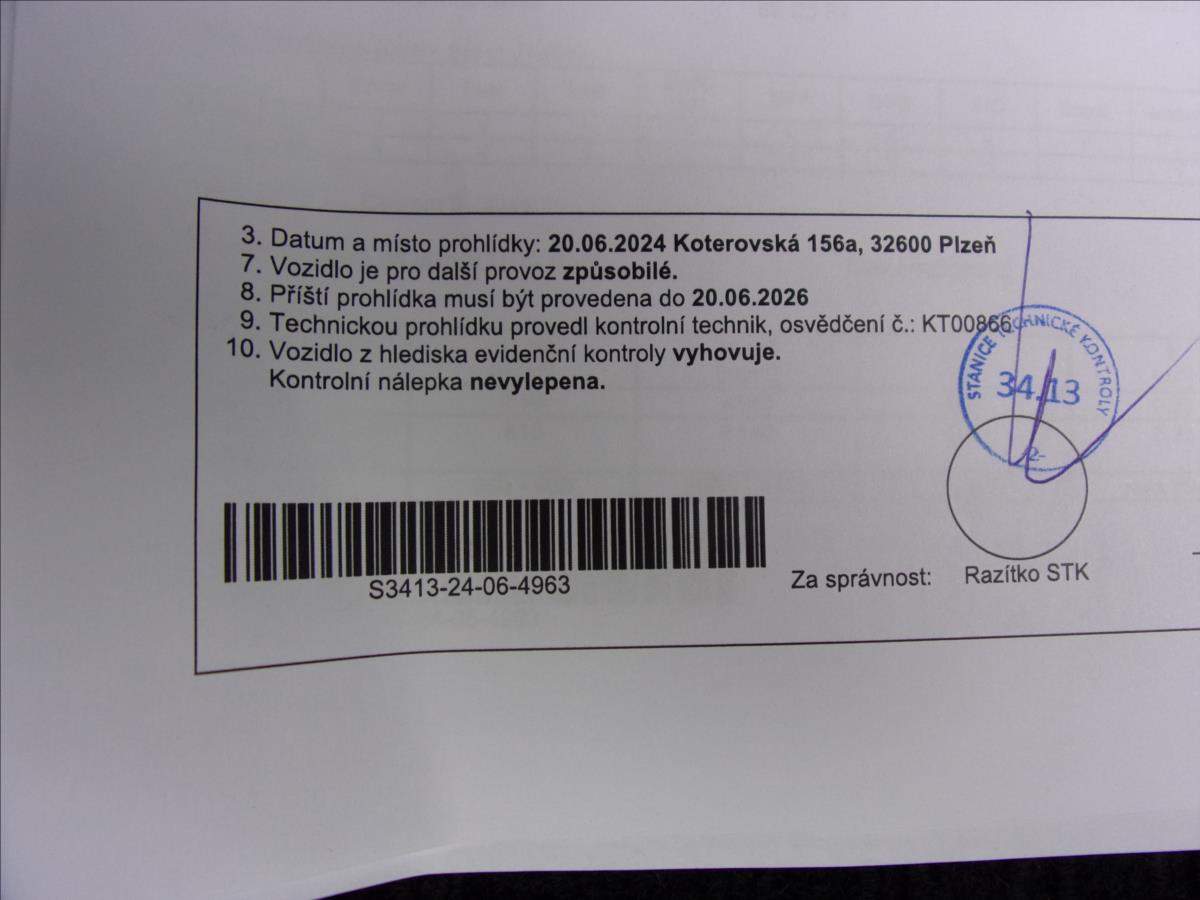 3. Datum a místo prohlídky: 20.06.2024 Koterovská 156a, 32600 Plzeň
7. Vozidlo je pro další provoz způsobilé.
8. Příští prohlídka musí být provedena do 20.06.2026
9. Technickou prohlídku provedl kontrolní technik, osvědčení č.: KT00866
10. Vozidlo z hlediska evidenční kontroly vyhovuje.
Kontrolní nálepka nevylepena.
STANICE TECHNICKÉ KONTROLY
34.13
-2-
S3413-24-06-4963
Za správnost:
Razítko STK